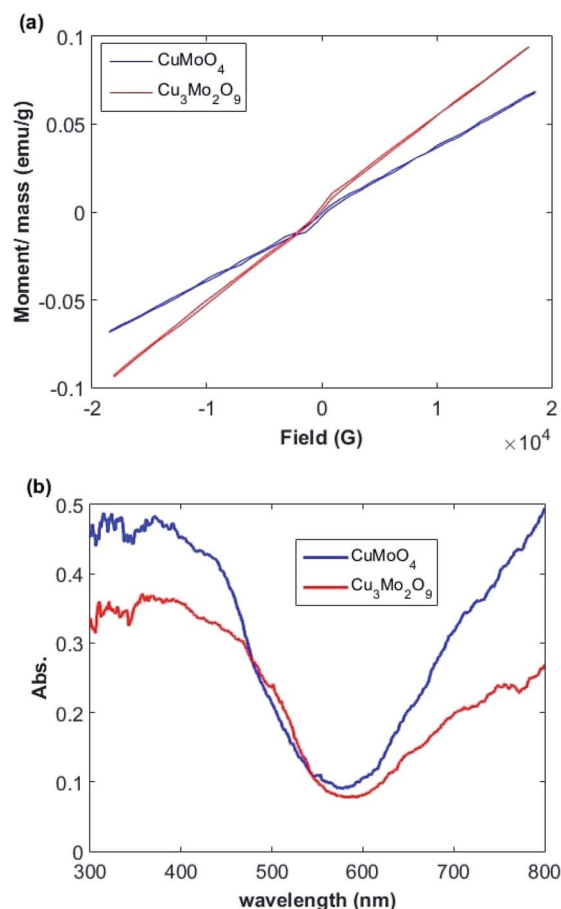 (a)
0.1
0.05
0
-0.05
-0.1
Moment/ mass (emu/g)
CuMoO₄
Cu₃Mo₂O₉
-2 -1 0 1 2
Field (G)
×10⁴
(b)
0.5
0.4
0.3
0.2
0.1
0
Abs.
CuMoO₄
Cu₃Mo₂O₉
300 400 500 600 700 800
wavelength (nm)